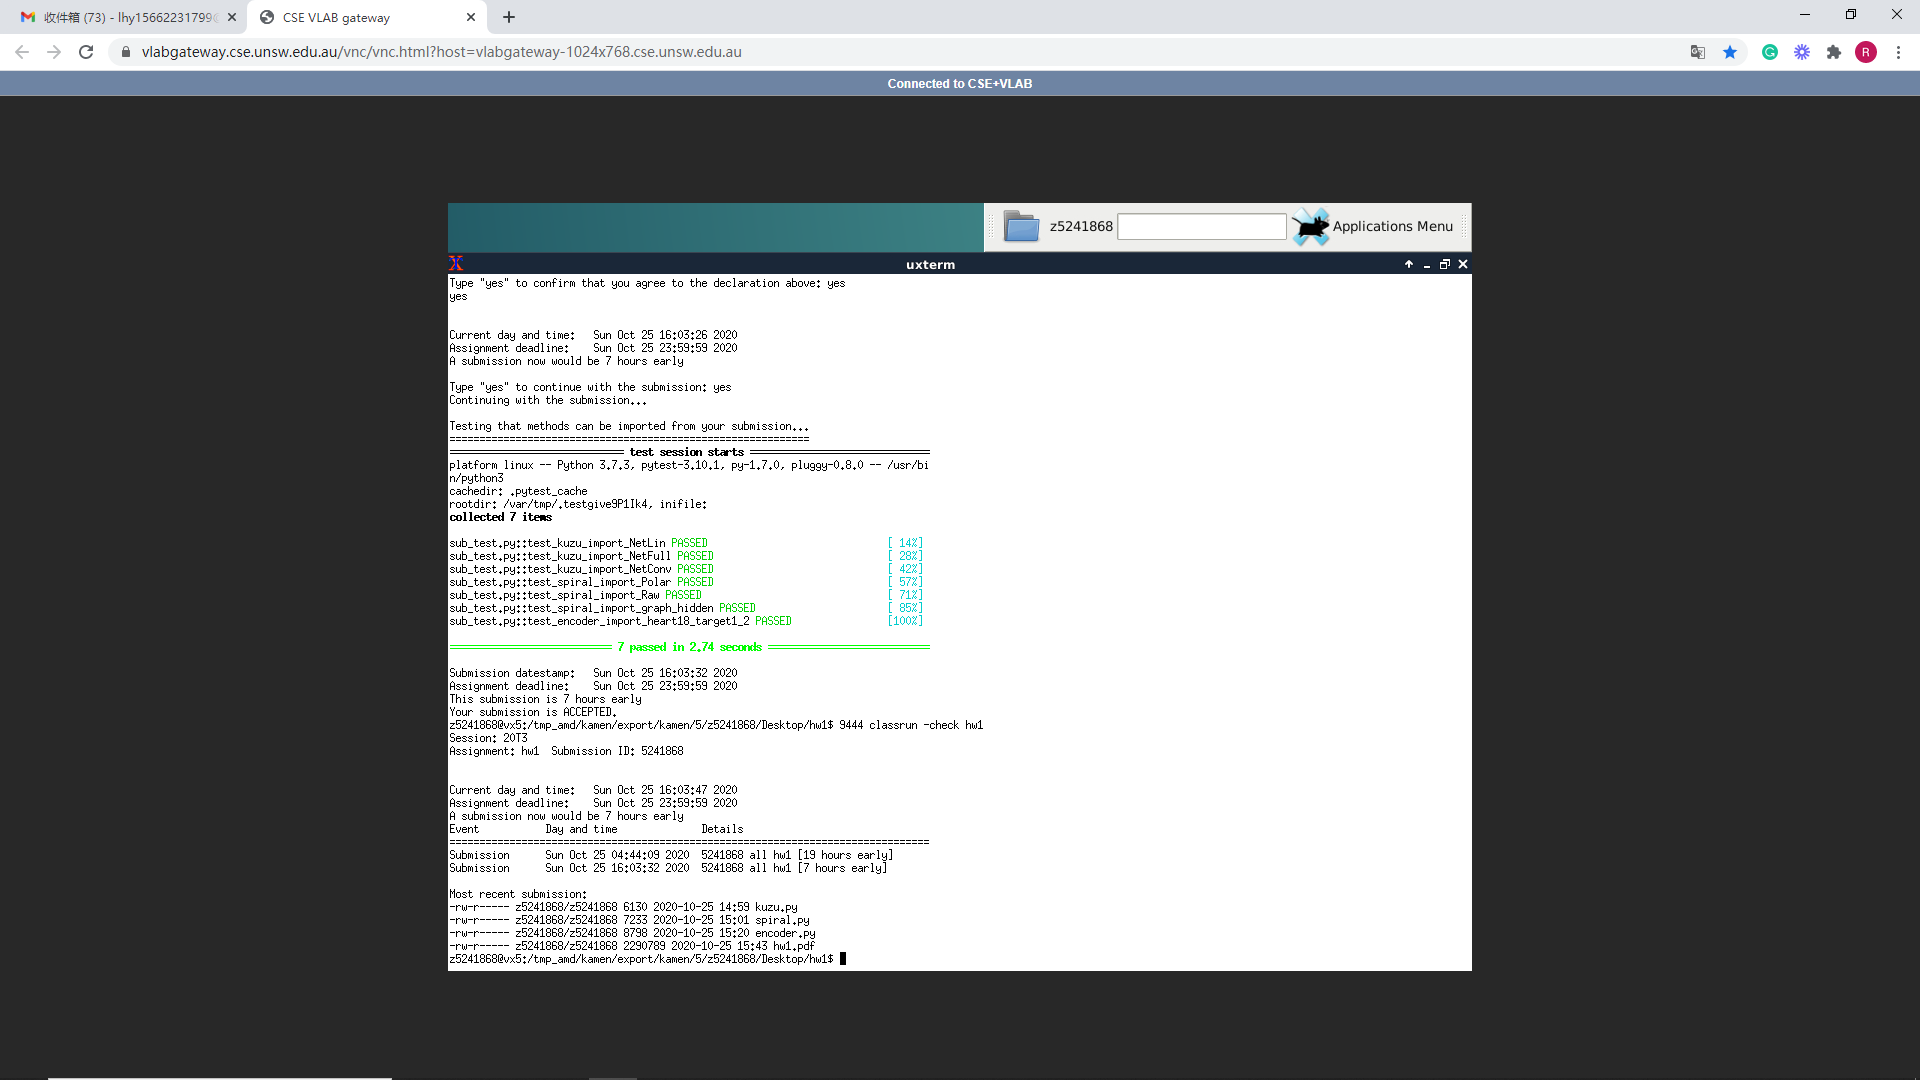 收件箱 (73) - lhy15662231799@
CSE VLAB gateway
vlabgateway.cse.unsw.edu.au/vnc/vnc.html?host=vlabgateway-1024x768.cse.unsw.edu.au
R
Connected to CSE+VLAB
z5241868
Applications Menu
uxterm
Type "yes" to confirm that you agree to the declaration above: yes
yes
Current day and time:   Sun Oct 25 16:03:26 2020
Assignment deadline:    Sun Oct 25 23:59:59 2020
A submission now would be 7 hours early
Type "yes" to continue with the submission: yes
Continuing with the submission...
Testing that methods can be imported from your submission...
============================================================
============================= test session starts ==============================
platform linux -- Python 3.7.3, pytest-3.10.1, py-1.7.0, pluggy-0.8.0 -- /usr/bi
n/python3
cachedir: .pytest_cache
rootdir: /var/tmp/.testgive9P1Ik4, inifile:
collected 7 items
sub_test.py::test_kuzu_import_NetLin PASSED                              [ 14%]
sub_test.py::test_kuzu_import_NetFull PASSED                             [ 28%]
sub_test.py::test_kuzu_import_NetConv PASSED                             [ 42%]
sub_test.py::test_spiral_import_Polar PASSED                             [ 57%]
sub_test.py::test_spiral_import_Raw PASSED                               [ 71%]
sub_test.py::test_spiral_import_graph_hidden PASSED                      [ 85%]
sub_test.py::test_encoder_import_heart18_target1_2 PASSED                [100%]
=========================== 7 passed in 2.74 seconds ===========================
Submission datestamp:   Sun Oct 25 16:03:32 2020
Assignment deadline:    Sun Oct 25 23:59:59 2020
This submission is 7 hours early
Your submission is ACCEPTED.
z5241868@vx5:/tmp_amd/kamen/export/kamen/5/z5241868/Desktop/hw1$ 9444 classrun -check hw1
Session: 20T3
Assignment: hw1  Submission ID: 5241868
Current day and time:   Sun Oct 25 16:03:47 2020
Assignment deadline:    Sun Oct 25 23:59:59 2020
A submission now would be 7 hours early
Event           Day and time              Details
================================================================================
Submission      Sun Oct 25 04:44:09 2020  5241868 all hw1 [19 hours early]
Submission      Sun Oct 25 16:03:32 2020  5241868 all hw1 [7 hours early]
Most recent submission:
-rw-r----- z5241868/z5241868 6130 2020-10-25 14:59 kuzu.py
-rw-r----- z5241868/z5241868 7233 2020-10-25 15:01 spiral.py
-rw-r----- z5241868/z5241868 8798 2020-10-25 15:20 encoder.py
-rw-r----- z5241868/z5241868 2290789 2020-10-25 15:43 hw1.pdf
z5241868@vx5:/tmp_amd/kamen/export/kamen/5/z5241868/Desktop/hw1$